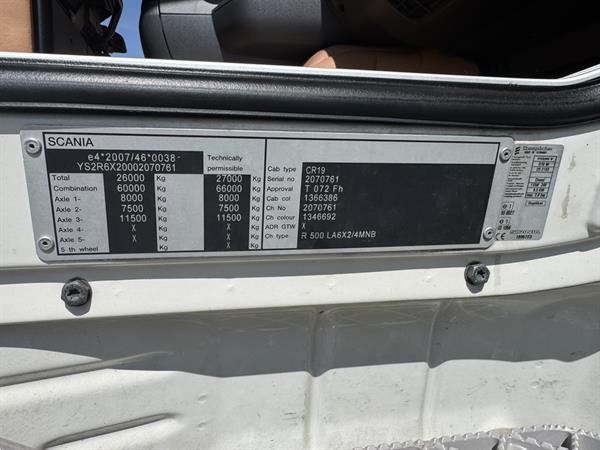 SCANIA
e4*2007/46*0038-
YS2R6X20002070761
Technically
permissible
Total 26000 Kg 27000 Kg
Combination 60000 Kg 66000 Kg
Axle 1- 8000 Kg 8000 Kg
Axle 2- 7500 Kg 7500 Kg
Axle 3- 11500 Kg 11500 Kg
Axle 4- X Kg X Kg
Axle 5- X Kg X Kg
5 th wheel Kg Kg
Cab type CR19
Serial no 2070761
Approval T 072 Fh
Cab col 1366386
Ch No 2070761
Ch colour 1346692
ADR GTW X
Ch type R 500 LA6X2/4MNB